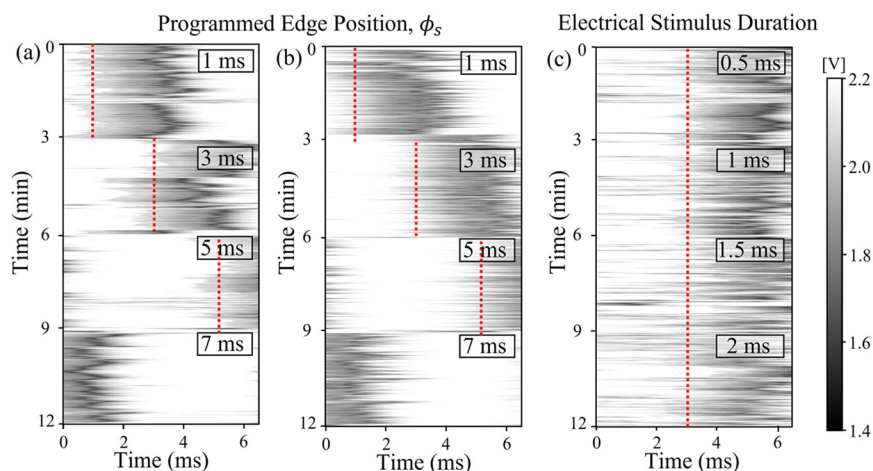 Programmed Edge Position, ϕs
Electrical Stimulus Duration
(a)
(b)
(c)
[V]
0
3
6
9
12
Time (min)
1 ms
3 ms
5 ms
7 ms
0 2 4 6
Time (ms)
0
3
6
9
12
Time (min)
1 ms
3 ms
5 ms
7 ms
0 2 4 6
Time (ms)
0
3
6
9
12
Time (min)
0.5 ms
1 ms
1.5 ms
2 ms
0 2 4 6
Time (ms)
2.2
2.0
1.8
1.6
1.4